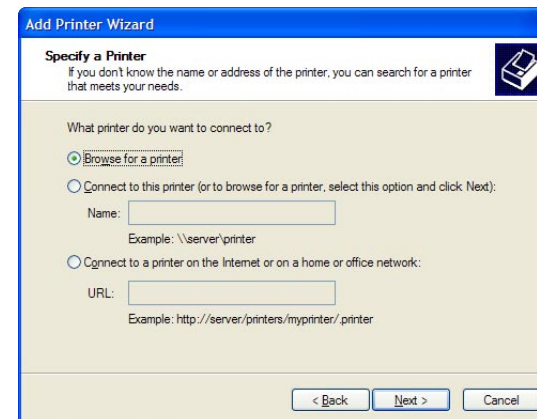 Add Printer Wizard
Specify a Printer
If you don't know the name or address of the printer, you can search for a printer
that meets your needs.
What printer do you want to connect to?
Browse for a printer
Connect to this printer (or to browse for a printer, select this option and click Next):
Name:
Example: \\server\printer
Connect to a printer on the Internet or on a home or office network:
URL:
Example: http://server/printers/myprinter/.printer
< Back Next > Cancel